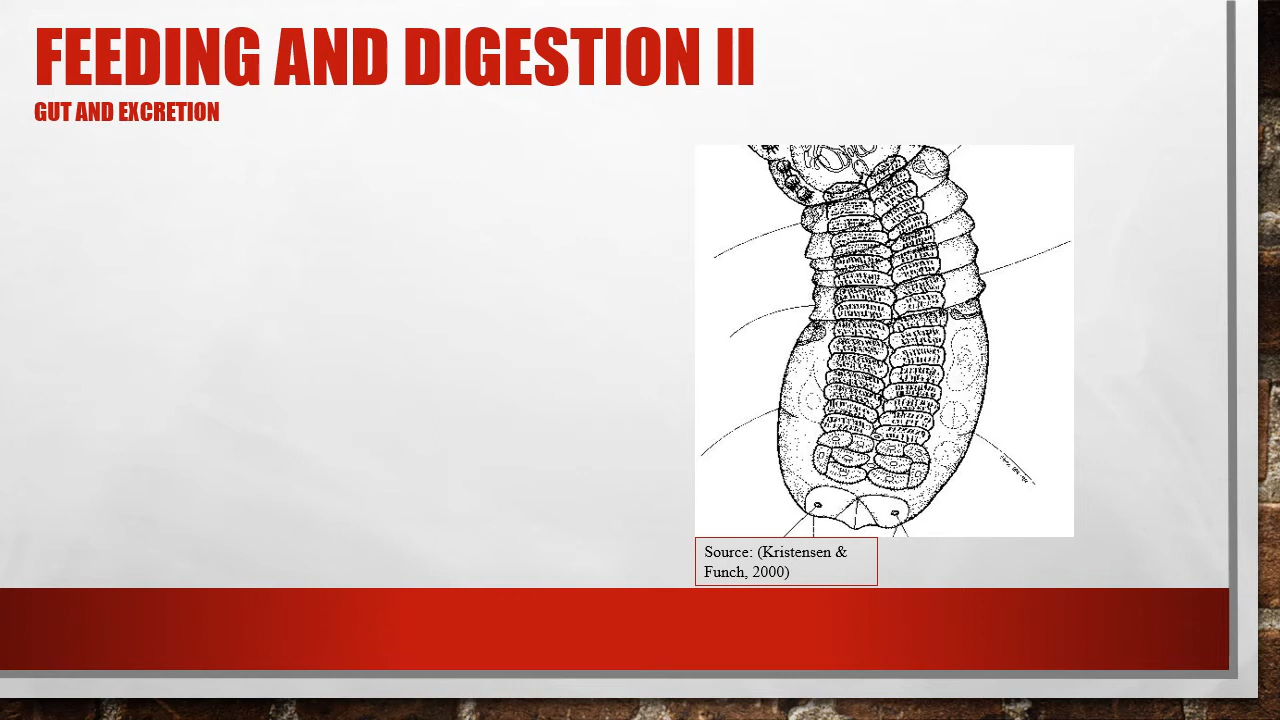 FEEDING AND DIGESTION II
GUT AND EXCRETION
Source: (Kristensen &
Funch, 2000)